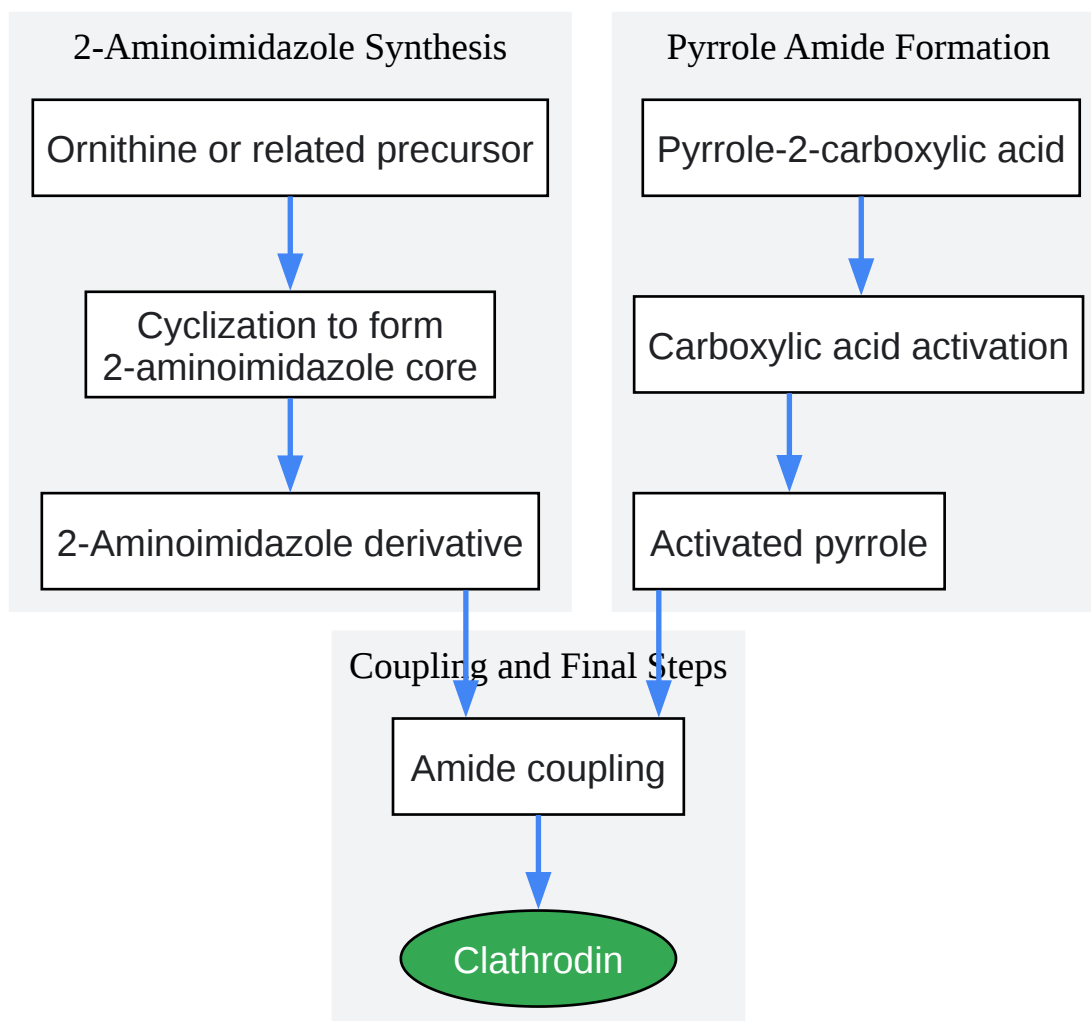 2-Aminoimidazole Synthesis
Ornithine or related precursor
Cyclization to form
2-aminoimidazole core
2-Aminoimidazole derivative
Pyrrole Amide Formation
Pyrrole-2-carboxylic acid
Carboxylic acid activation
Activated pyrrole
Coupling and Final Steps
Amide coupling
Clathrodin